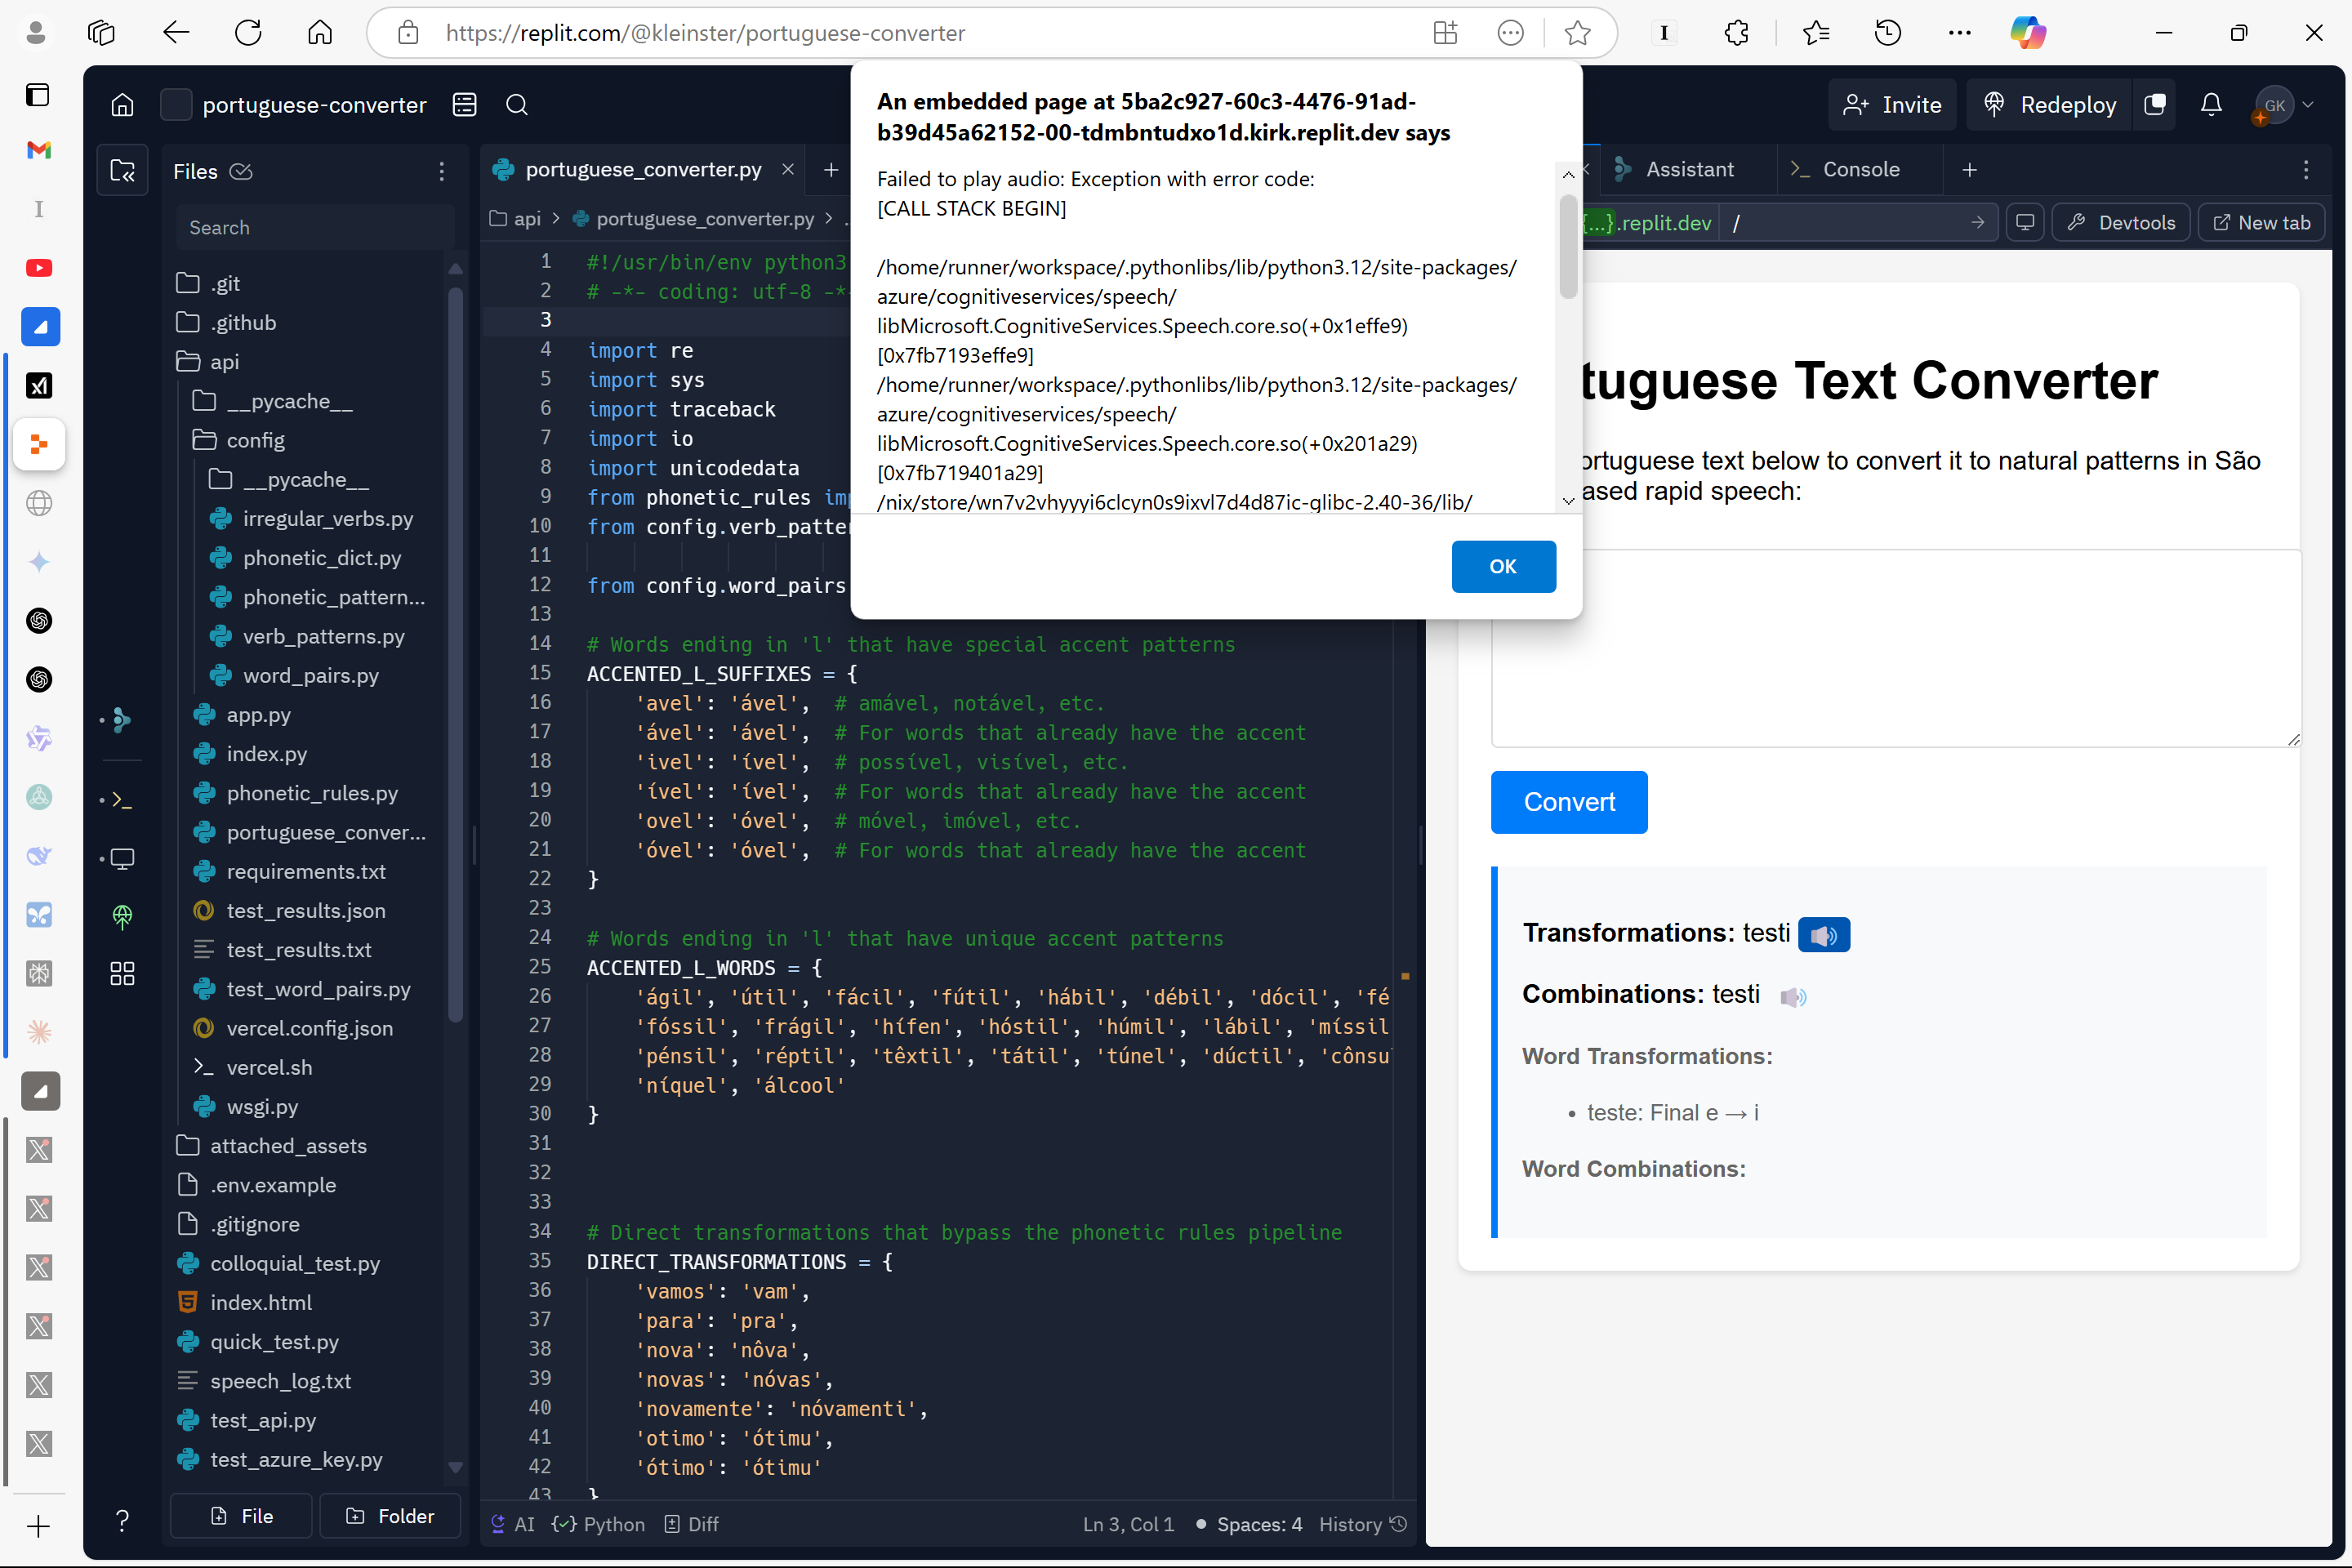 https://replit.com/@kleinster/portuguese-converter
portuguese-converter
Invite
Redeploy
GK
An embedded page at 5ba2c927-60c3-4476-91ad-
b39d45a62152-00-tdmbntudxo1d.kirk.replit.dev says
Failed to play audio: Exception with error code:
[CALL STACK BEGIN]
/home/runner/workspace/.pythonlibs/lib/python3.12/site-packages/
azure/cognitiveservices/speech/
libMicrosoft.CognitiveServices.Speech.core.so(+0x1effe9)
[0x7fb7193effe9]
/home/runner/workspace/.pythonlibs/lib/python3.12/site-packages/
azure/cognitiveservices/speech/
libMicrosoft.CognitiveServices.Speech.core.so(+0x201a29)
[0x7fb719401a29]
/nix/store/wn7v2vhyyyi6clcyn0s9ixvl7d4d87ic-glibc-2.40-36/lib/
OK
Files
Search
.git
.github
api
__pycache__
config
__pycache__
irregular_verbs.py
phonetic_dict.py
phonetic_pattern...
verb_patterns.py
word_pairs.py
app.py
index.py
phonetic_rules.py
portuguese_conver...
requirements.txt
test_results.json
test_results.txt
test_word_pairs.py
vercel.config.json
vercel.sh
wsgi.py
attached_assets
.env.example
.gitignore
colloquial_test.py
index.html
quick_test.py
speech_log.txt
test_api.py
test_azure_key.py
File
Folder
portuguese_converter.py
api > portuguese_converter.py > .
1 #!/usr/bin/env python3
2 # -*- coding: utf-8 -*-
3
4 import re
5 import sys
6 import traceback
7 import io
8 import unicodedata
9 from phonetic_rules imp
10 from config.verb_patter
11
12 from config.word_pairs
13
14 # Words ending in 'l' that have special accent patterns
15 ACCENTED_L_SUFFIXES = {
16 'avel': 'ável', # amável, notável, etc.
17 'ável': 'ável', # For words that already have the accent
18 'ivel': 'ível', # possível, visível, etc.
19 'ível': 'ível', # For words that already have the accent
20 'ovel': 'óvel', # móvel, imóvel, etc.
21 'óvel': 'óvel', # For words that already have the accent
22 }
23
24 # Words ending in 'l' that have unique accent patterns
25 ACCENTED_L_WORDS = {
26 'ágil', 'útil', 'fácil', 'fútil', 'hábil', 'débil', 'dócil', 'fé
27 'fóssil', 'frágil', 'hífen', 'hóstil', 'húmil', 'lábil', 'míssil
28 'pénsil', 'réptil', 'têxtil', 'tátil', 'túnel', 'dúctil', 'cônsu
29 'níquel', 'álcool'
30 }
31
32
33
34 # Direct transformations that bypass the phonetic rules pipeline
35 DIRECT_TRANSFORMATIONS = {
36 'vamos': 'vam',
37 'para': 'pra',
38 'nova': 'nôva',
39 'novas': 'nóvas',
40 'novamente': 'nóvamenti',
41 'otimo': 'ótimu',
42 'ótimo': 'ótimu'
43 }
AI
Python
Diff
Ln 3, Col 1
Spaces: 4
History
Assistant
Console
{...}.replit.dev /
Devtools
New tab
tuguese Text Converter
ortuguese text below to convert it to natural patterns in São
ased rapid speech:
Convert
Transformations: testi
Combinations: testi
Word Transformations:
• teste: Final e → i
Word Combinations: